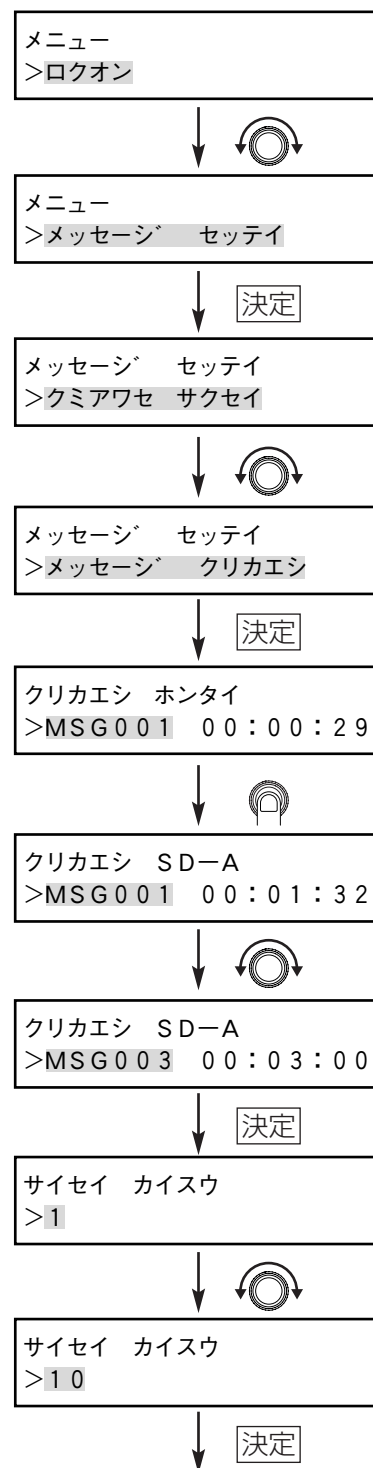 メニュー
>ロクオン
メニュー
>メッセージ　セッテイ
決定
メッセージ　セッテイ
>クミアワセ　サクセイ
メッセージ　セッテイ
>メッセージ　クリカエシ
決定
クリカエシ　ホンタイ
>MSG001　00:00:29
クリカエシ　SD－A
>MSG001　00:01:32
クリカエシ　SD－A
>MSG003　00:03:00
決定
サイセイ　カイスウ
>1
サイセイ　カイスウ
>10
決定